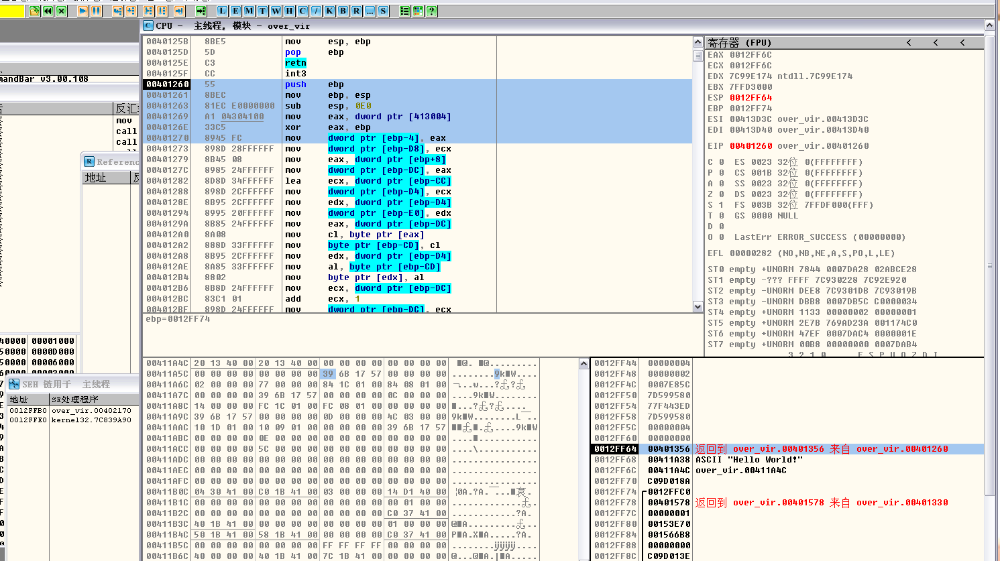 L E M T W H C / K B R ... S ?
C CPU - 主线程, 模块 - over_vir
mandBar v3.00.108
反汇
mov
call
call
R Referenc
地址
0040125B 8BE5 mov esp, ebp
0040125D 5D pop ebp
0040125E C3 retn
0040125F CC int3
00401260 55 push ebp
00401261 8BEC mov ebp, esp
00401263 81EC E0000000 sub esp, 0E0
00401269 A1 04304100 mov eax, dword ptr [413004]
0040126E 33C5 xor eax, ebp
00401270 8945 FC mov dword ptr [ebp-4], eax
00401273 898D 28FFFFFF mov dword ptr [ebp-D8], ecx
00401279 8B45 08 mov eax, dword ptr [ebp+8]
0040127C 8985 24FFFFFF mov dword ptr [ebp-DC], eax
00401282 8D8D 34FFFFFF lea ecx, dword ptr [ebp-CC]
00401288 898D 2CFFFFFF mov dword ptr [ebp-D4], ecx
0040128E 8B95 2CFFFFFF mov edx, dword ptr [ebp-D4]
00401294 8995 20FFFFFF mov dword ptr [ebp-E0], edx
0040129A 8B85 24FFFFFF mov eax, dword ptr [ebp-DC]
004012A0 8A08 mov cl, byte ptr [eax]
004012A2 888D 33FFFFFF mov byte ptr [ebp-CD], cl
004012A8 8B95 2CFFFFFF mov edx, dword ptr [ebp-D4]
004012AE 8A85 33FFFFFF mov al, byte ptr [ebp-CD]
004012B4 8802 mov byte ptr [edx], al
004012B6 8B8D 24FFFFFF mov ecx, dword ptr [ebp-DC]
004012BC 83C1 01 add ecx, 1
004012BF 898D 24FFFFFF mov dword ptr [ebp-DC], ecx
ebp=0012FF74
寄存器 (FPU) < < <
EAX 0012FF6C
ECX 0012FF6C
EDX 7C99E174 ntdll.7C99E174
EBX 7FFD3000
ESP 0012FF64
EBP 0012FF74
ESI 00413D3C over_vir.00413D3C
EDI 00413D40 over_vir.00413D40
EIP 00401260 over_vir.00401260
C 0 ES 0023 32位 0(FFFFFFFF)
P 0 CS 001B 32位 0(FFFFFFFF)
A 0 SS 0023 32位 0(FFFFFFFF)
Z 0 DS 0023 32位 0(FFFFFFFF)
S 1 FS 003B 32位 7FFDF000(FFF)
T 0 GS 0000 NULL
D 0
O 0 LastErr ERROR_SUCCESS (00000000)
EFL 00000282 (NO,NB,NE,A,S,PO,L,LE)
ST0 empty +UNORM 7844 0007DA28 02ABCE28
ST1 empty -??? FFFF 7C930228 7C92E920
ST2 empty -UNORM DEE8 7C9301DB 7C93019B
ST3 empty -UNORM DBB8 0007DB5C C0000034
ST4 empty +UNORM 1133 00000002 00000001
ST5 empty +UNORM 2E7B 769AD23A 001174C0
ST6 empty +UNORM 47EF 0007DAC4 0000001E
ST7 empty +UNORM 00B8 00000000 0007DAB4
3 2 1 0 E S P U O Z D I
40000 00001000
50000 0000D000
50000 00006000
SEH 链用于 主线程
地址 SE处理程序
0012FFB0 over_vir.00402170
0012FFE0 kernel32.7C839A90
00411A4C 20 13 40 00 20 13 40 00 00 00 00 00 00 00 00 00
00411A5C 00 00 00 00 00 00 00 00 39 6B 17 57 00 00 00 00
00411A6C 02 00 00 00 77 00 00 00 84 1C 01 00 84 08 01 00
00411A7C 00 00 00 00 39 6B 17 57 00 00 00 00 0C 00 00 00
00411A8C 14 00 00 00 FC 1C 01 00 FC 08 01 00 00 00 00 00
00411A9C 39 6B 17 57 00 00 00 00 0D 00 00 00 4C 03 00 00
00411AAC 10 1D 01 00 10 09 01 00 00 00 00 00 39 6B 17 57
00411ABC 00 00 00 00 0E 00 00 00 00 00 00 00 00 00 00 00
00411ACC 00 00 00 00 5C 00 00 00 00 00 00 00 00 00 00 00
00411ADC 00 00 00 00 00 00 00 00 00 00 00 00 00 00 00 00
00411AEC 00 00 00 00 00 00 00 00 00 00 00 00 00 00 00 00
00411AFC 00 00 00 00 00 00 00 00 00 00 00 00 00 00 00 00
00411B0C 04 30 41 00 C0 1B 41 00 03 00 00 00 14 D1 40 00
00411B1C 00 00 00 00 00 00 00 00 00 00 00 00 00 01 00 00
00411B2C 00 00 00 00 00 00 00 00 00 00 00 00 C0 37 41 00
00411B3C 40 1B 41 00 00 00 00 00 00 00 00 00 01 00 00 00
00411B4C 50 1B 41 00 58 1B 41 00 00 00 00 00 C0 37 41 00
00411B5C 00 00 00 00 00 00 00 00 FF FF FF FF 00 00 00 00
00411B6C 40 00 00 00 40 1B 41 00 7C 1B 41 00 00 00 00 00
0012FF44 00000004
0012FF48 00000002
0012FF4C 0007E85C
0012FF50 7D599580
0012FF54 77F443ED
0012FF58 7D599580
0012FF5C 00000004
0012FF60 00000000
0012FF64 00401356 返回到 over_vir.00401356 来自 over_vir.00401260
0012FF68 00411A38 ASCII "Hello World!"
0012FF6C 00411A4C over_vir.00411A4C
0012FF70 C09D018A
0012FF74 0012FFC0
0012FF78 00401578 返回到 over_vir.00401578 来自 over_vir.00401330
0012FF7C 00000001
0012FF80 00153E70
0012FF84 001566B8
0012FF88 00000000
0012FF8C C09D013E